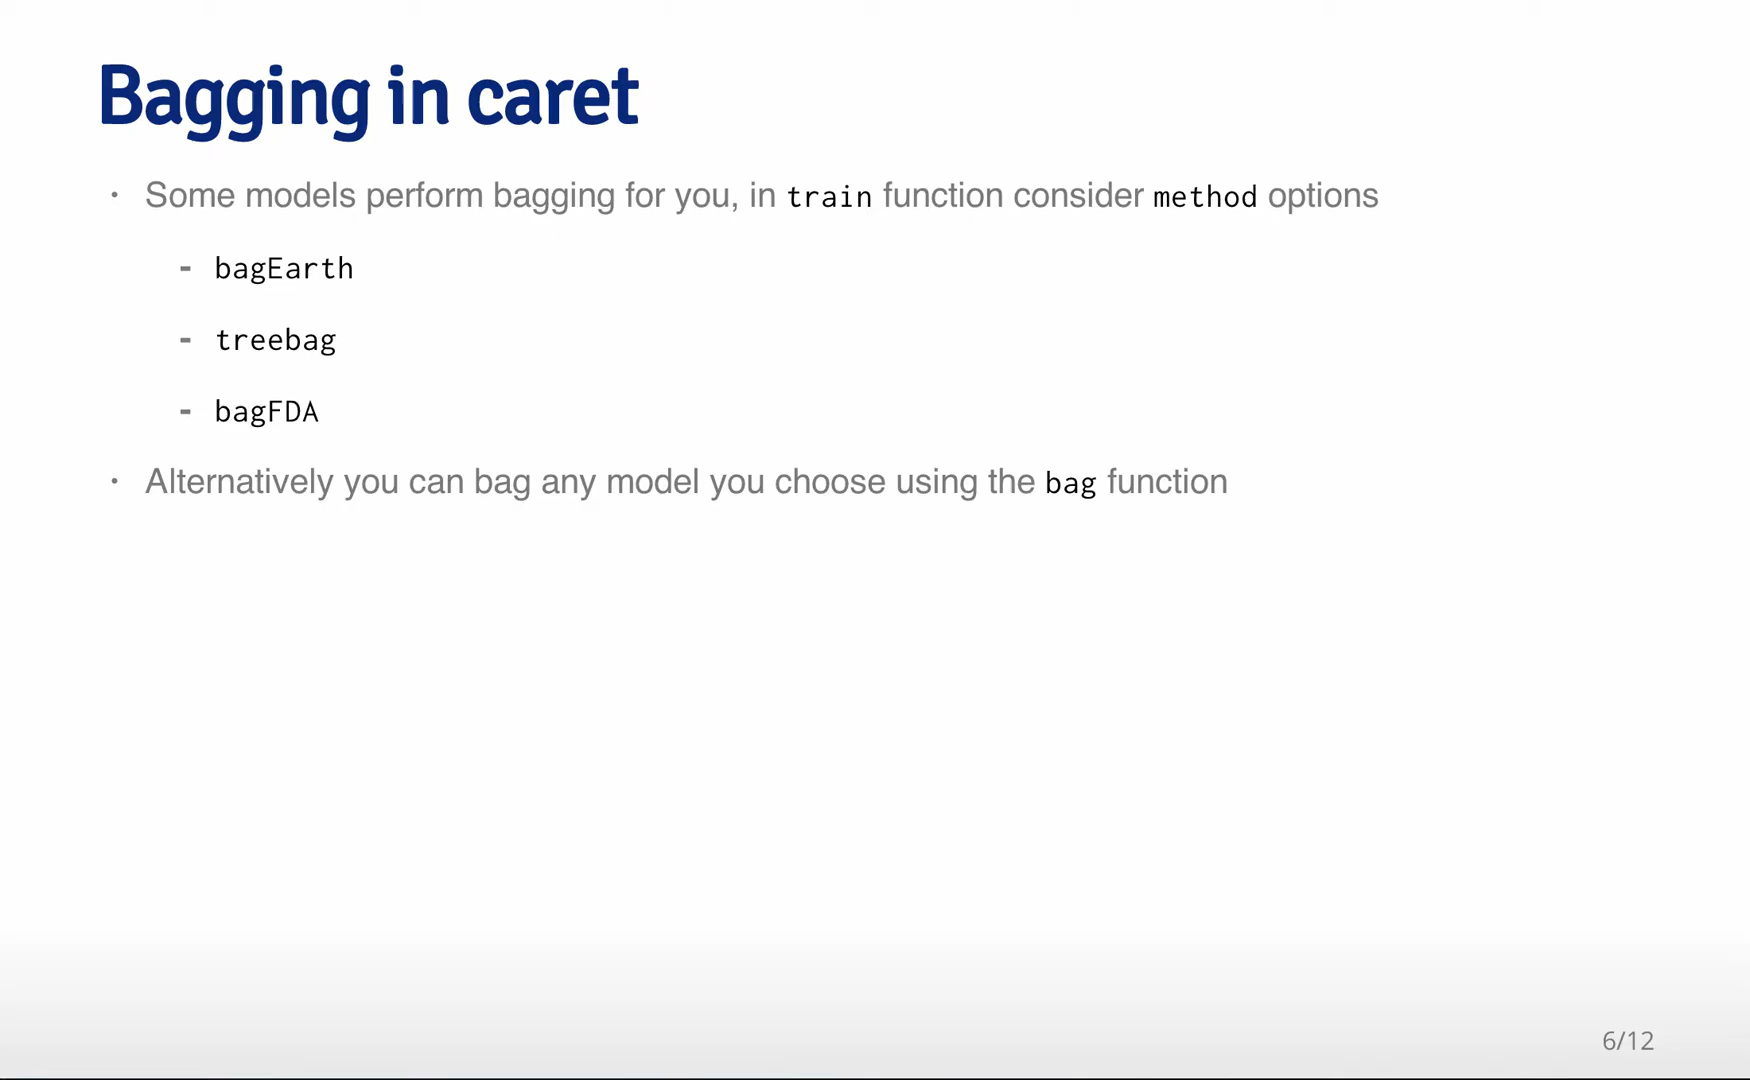 Bagging in caret
· Some models perform bagging for you, in train function consider method options
- bagEarth
- treebag
- bagFDA
· Alternatively you can bag any model you choose using the bag function
6/12